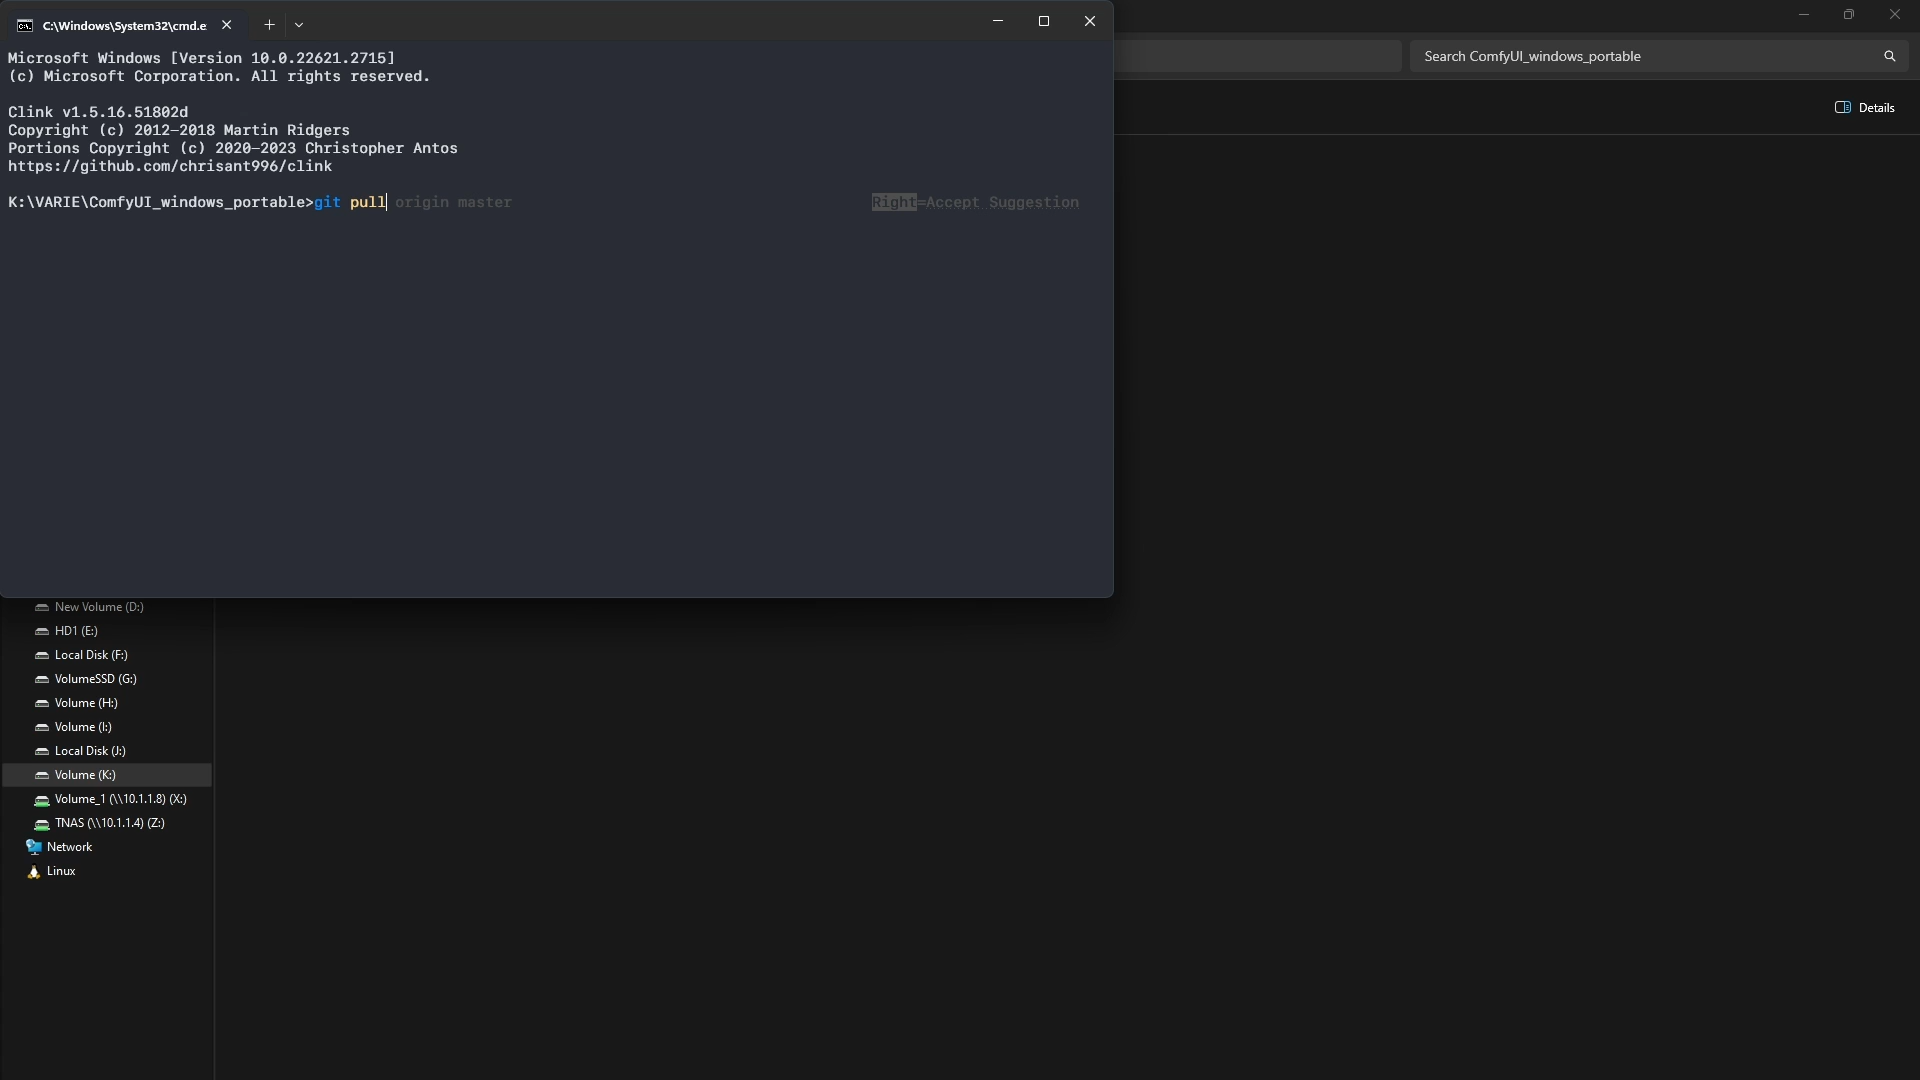 C:\Windows\System32\cmd.e
Microsoft Windows [Version 10.0.22621.2715]
(c) Microsoft Corporation. All rights reserved.
Clink v1.5.16.51802d
Copyright (c) 2012-2018 Martin Ridgers
Portions Copyright (c) 2020-2023 Christopher Antos
https://github.com/chrisant996/clink
K:\VARIE\ComfyUI_windows_portable>git pull origin master Right=Accept Suggestion
Search ComfyUI_windows_portable
Details
New Volume (D:)
HD1 (E:)
Local Disk (F:)
VolumeSSD (G:)
Volume (H:)
Volume (I:)
Local Disk (J:)
Volume (K:)
Volume_1 (\\10.1.1.8) (X:)
TNAS (\\10.1.1.4) (Z:)
Network
Linux